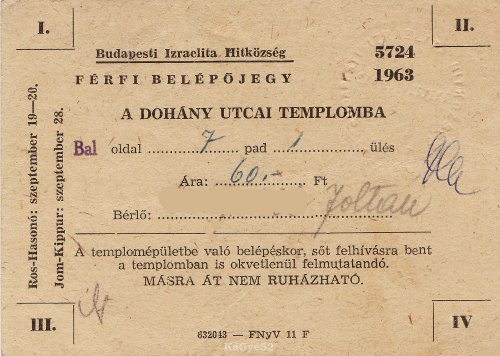 I.
II.
Budapesti Izraelita Hitközség
5724
FÉRFI BELÉPŐJEGY
1963
A DOHÁNY UTCAI TEMPLOMBA
Bal oldal 7 pad 1 ülés
Ára: 60.- Ft
Bérlő: Zoltán
A templomépületbe való belépéskor, sőt felhívásra bent
a templomban is okvetlenül felmutatandó.
MÁSRA ÁT NEM RUHÁZHATÓ.
Ros-Hasonó: szeptember 19—20.
Jom-Kippur: szeptember 28.
III.
IV
632043 — FNyV 11 F